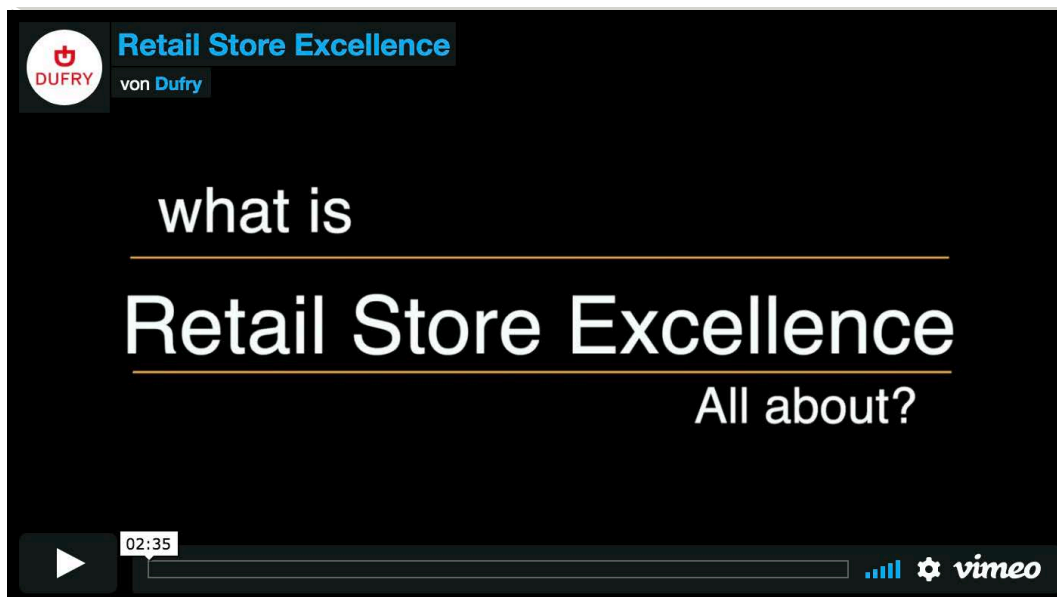 Retail Store Excellence
DUFRY
von Dufry
what is
Retail Store Excellence
All about?
02:35
vimeo